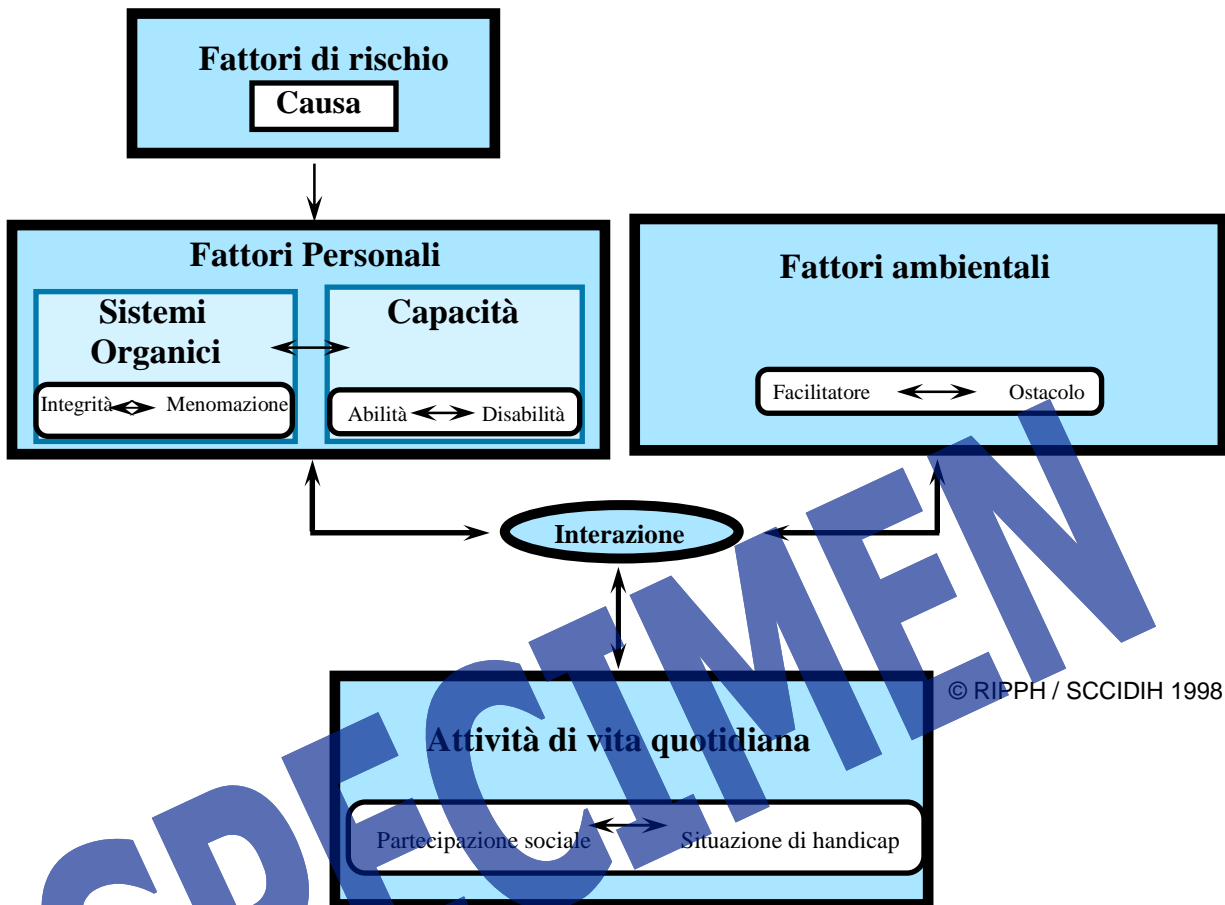 Fattori di rischio
Causa
Fattori Personali
Sistemi
Organici
Capacità
Integrità Menomazione
Abilità Disabilità
Fattori ambientali
Facilitatore Ostacolo
Interazione
© RIPPH / SCCIDIH 1998
Attività di vita quotidiana
Partecipazione sociale Situazione di handicap
SPECIMEN